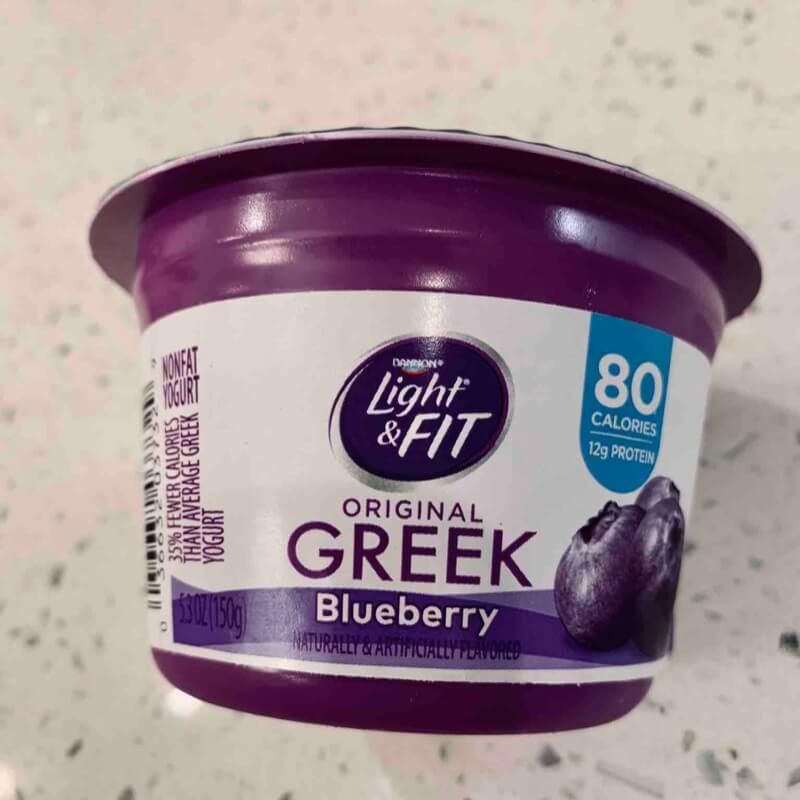 NONFAT
YOGURT
35% FEWER CALORIES
THAN AVERAGE GREEK
YOGURT
DANNON®
Light®
&FIT
80
CALORIES
12g PROTEIN
ORIGINAL
GREEK
Blueberry
5.3 OZ (150g)
NATURALLY & ARTIFICIALLY FLAVORED